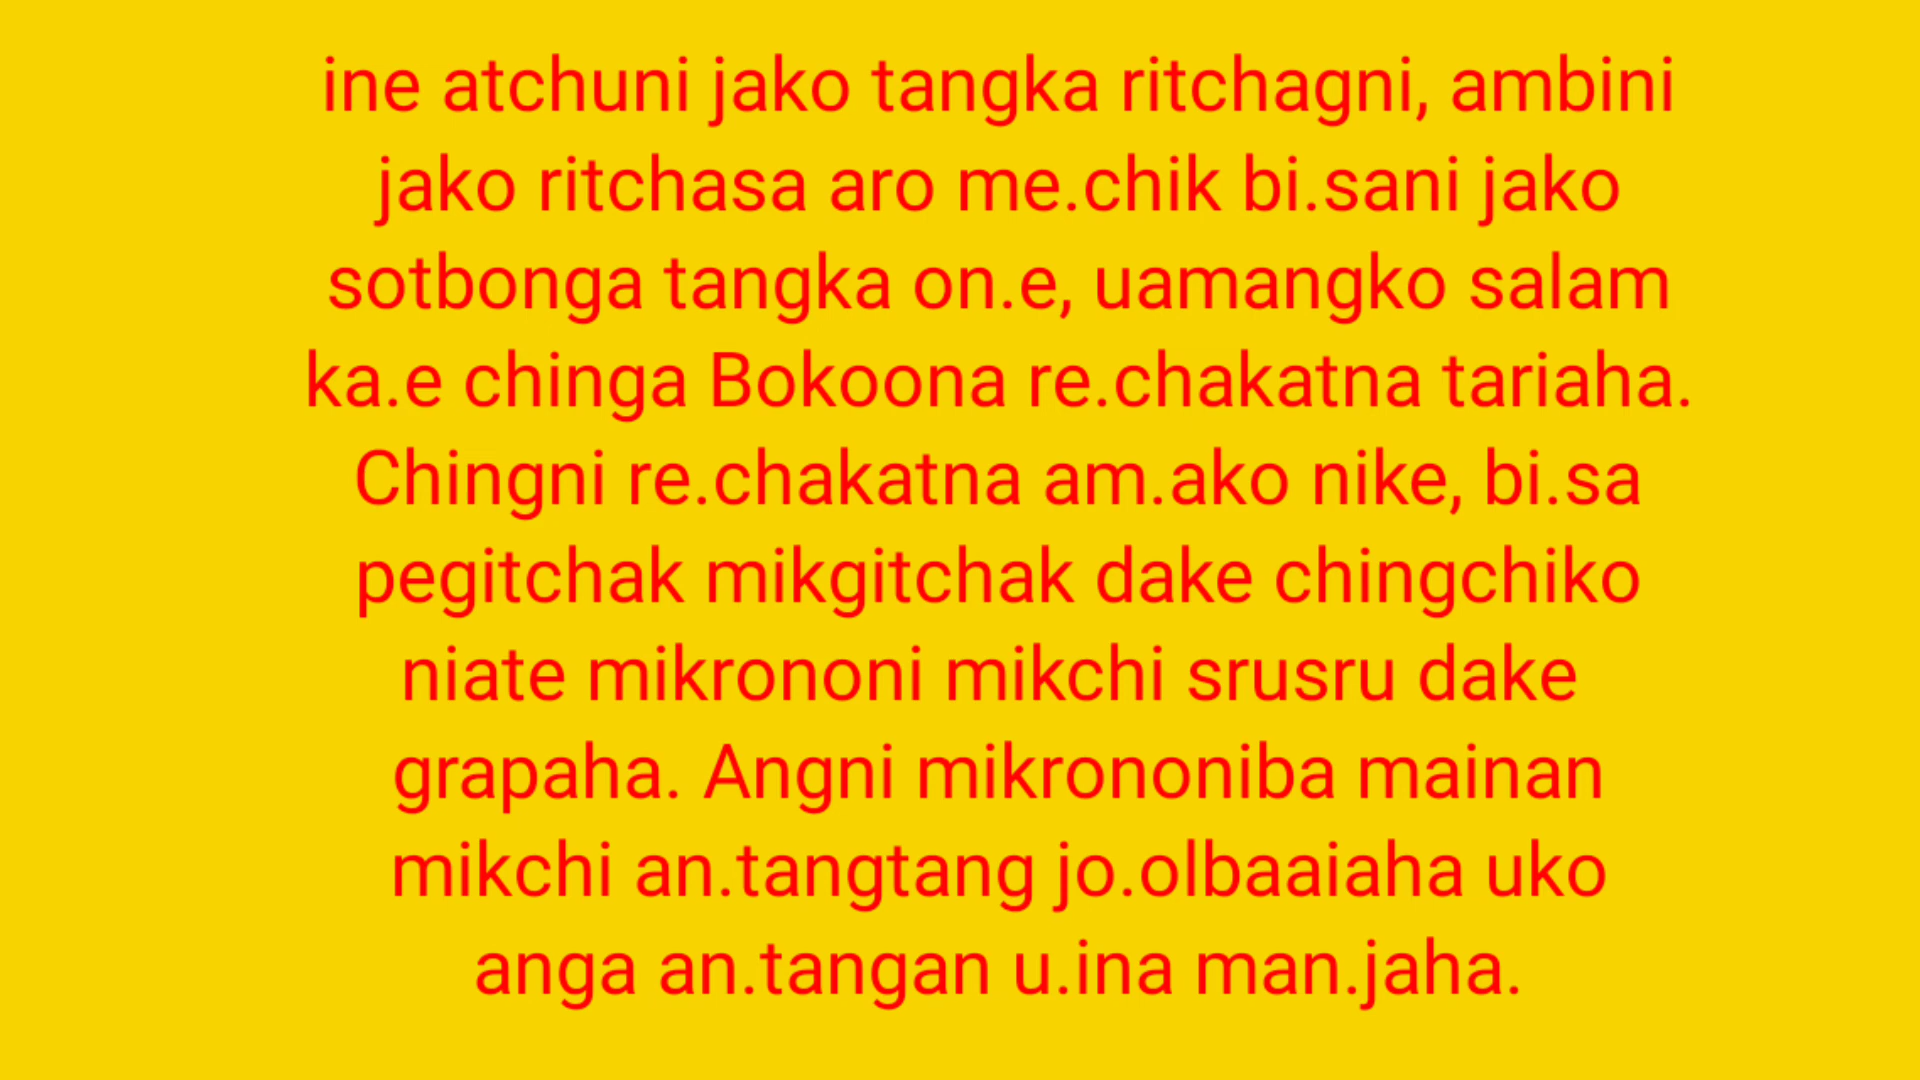 ine atchuni jako tangka ritchagni, ambini
jako ritchasa aro me.chik bi.sani jako
sotbonga tangka on.e, uamangko salam
ka.e chinga Bokoona re.chakatna tariaha.
Chingni re.chakatna am.ako nike, bi.sa
pegitchak mikgitchak dake chingchiko
niate mikrononi mikchi srusru dake
grapaha. Angni mikrononiba mainan
mikchi an.tangtang jo.olbaaiaha uko
anga an.tangan u.ina man.jaha.